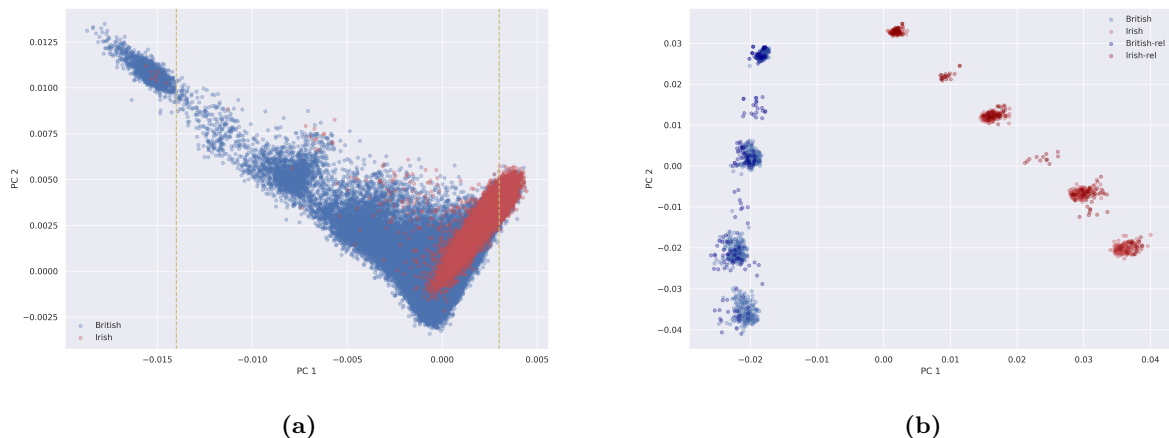 0.0125
0.0100
0.0075
0.0050
0.0025
0.0000
−0.0025
PC 2
British
Irish
−0.015
−0.010
−0.005
0.000
0.005
PC 1
(a)
0.03
0.02
0.01
0.00
−0.01
−0.02
−0.03
−0.04
PC 2
British
Irish
British-rel
Irish-rel
−0.02
−0.01
0.00
0.01
0.02
0.03
0.04
PC 1
(b)